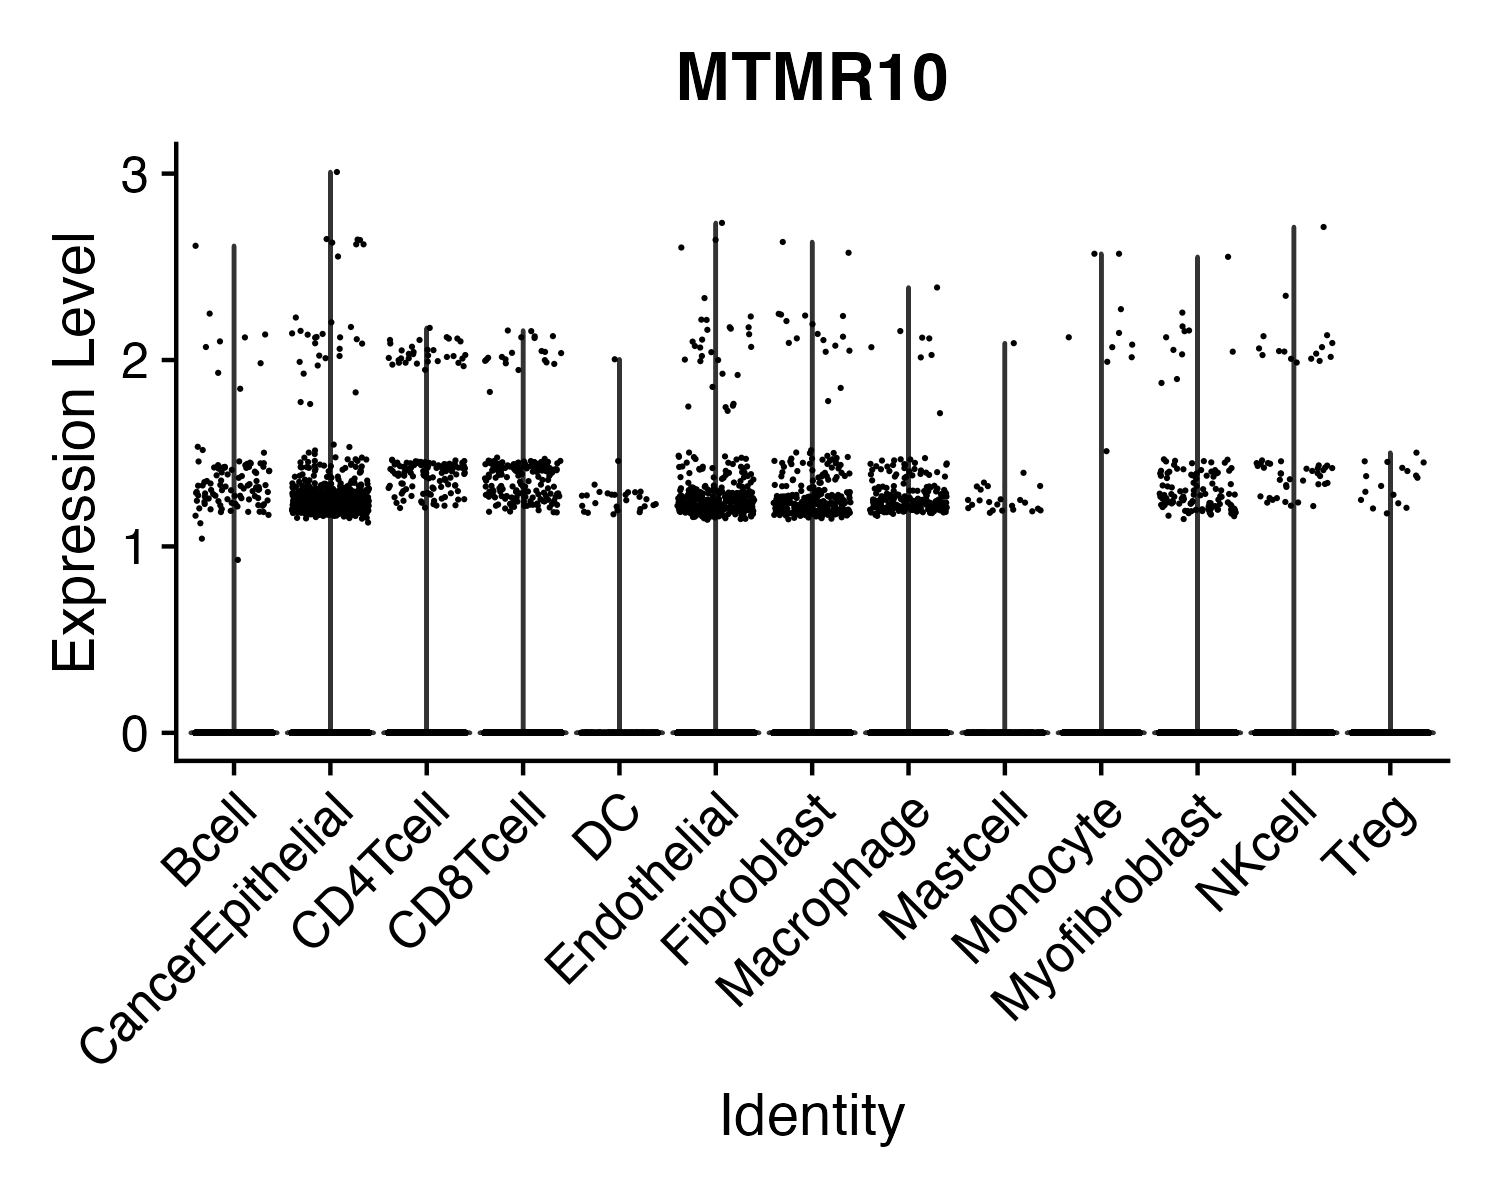 MTMR10
Expression Level
3
2
1
0
Bcell
CancerEpithelial
CD4Tcell
CD8Tcell
DC
Endothelial
Fibroblast
Macrophage
Mastcell
Monocyte
Myofibroblast
NKcell
Treg
Identity